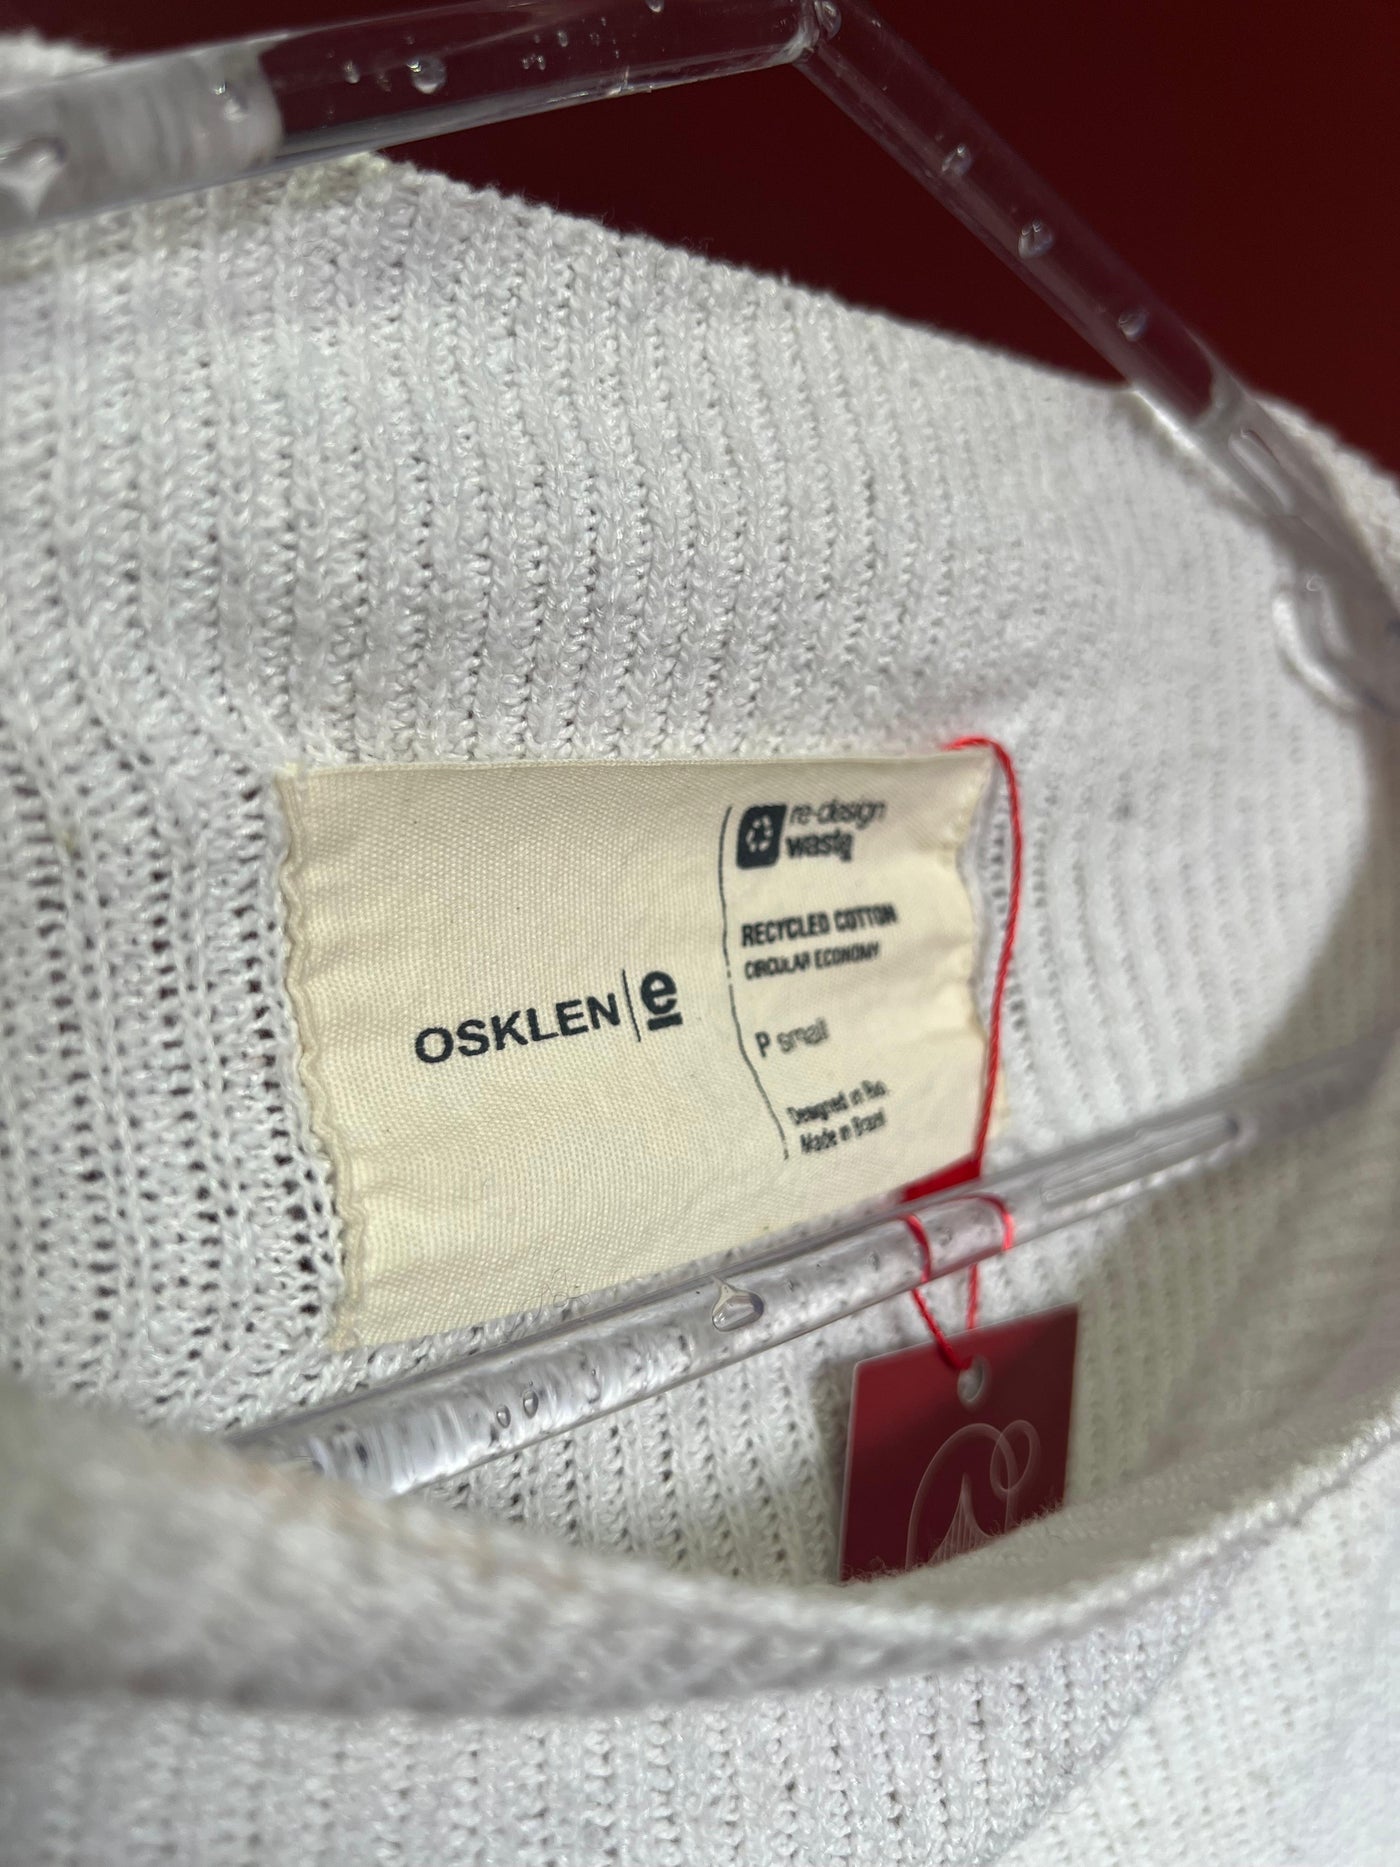 OSKLEN|e
re-design
waste
RECYCLED COTTON
CIRCULAR ECONOMY
P small
Designed in Rio.
Made in Brazil